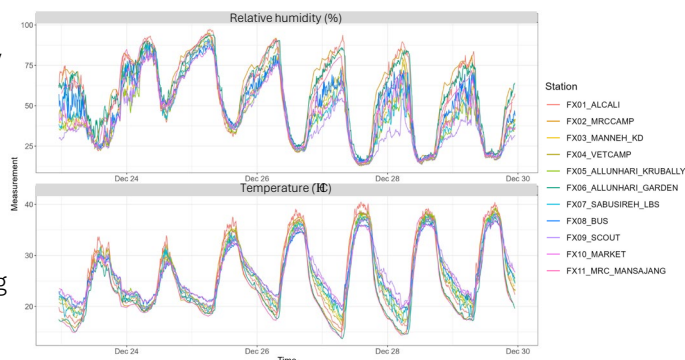 Relative humidity (%)
100
75
50
25
Dec 24
Dec 26
Dec 28
Dec 30
Measurement
Temperature (°C)
40
30
20
Dec 24
Dec 26
Dec 28
Dec 30
Station
FX01_ALCALI
FX02_MRCCAMP
FX03_MANNEH_KD
FX04_VETCAMP
FX05_ALLUNHARI_KRUBALLY
FX06_ALLUNHARI_GARDEN
FX07_SABUSIREH_LBS
FX08_BUS
FX09_SCOUT
FX10_MARKET
FX11_MRC_MANSAJANG